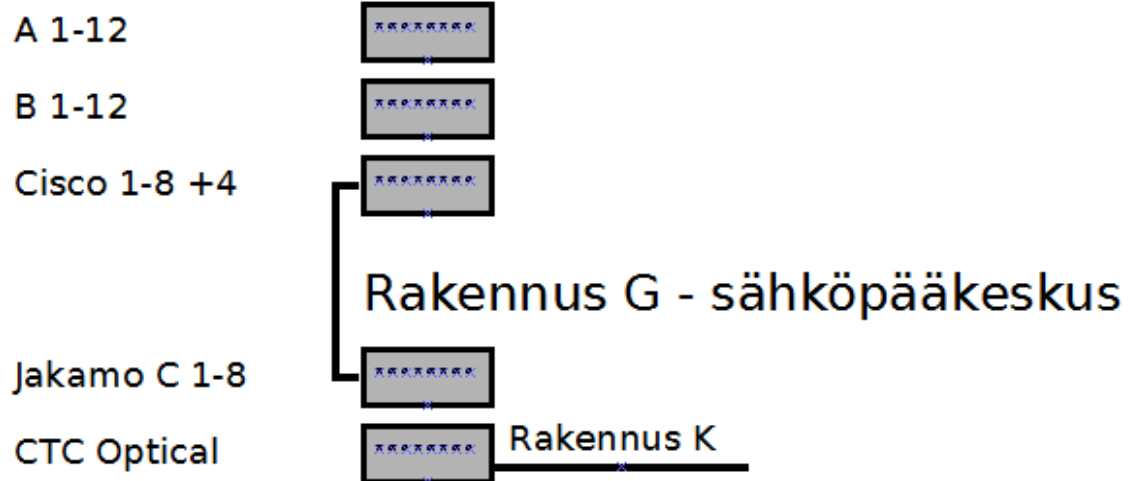 A 1-12
B 1-12
Cisco 1-8 +4
Rakennus G - sähköpääkeskus
Jakamo C 1-8
CTC Optical
Rakennus K